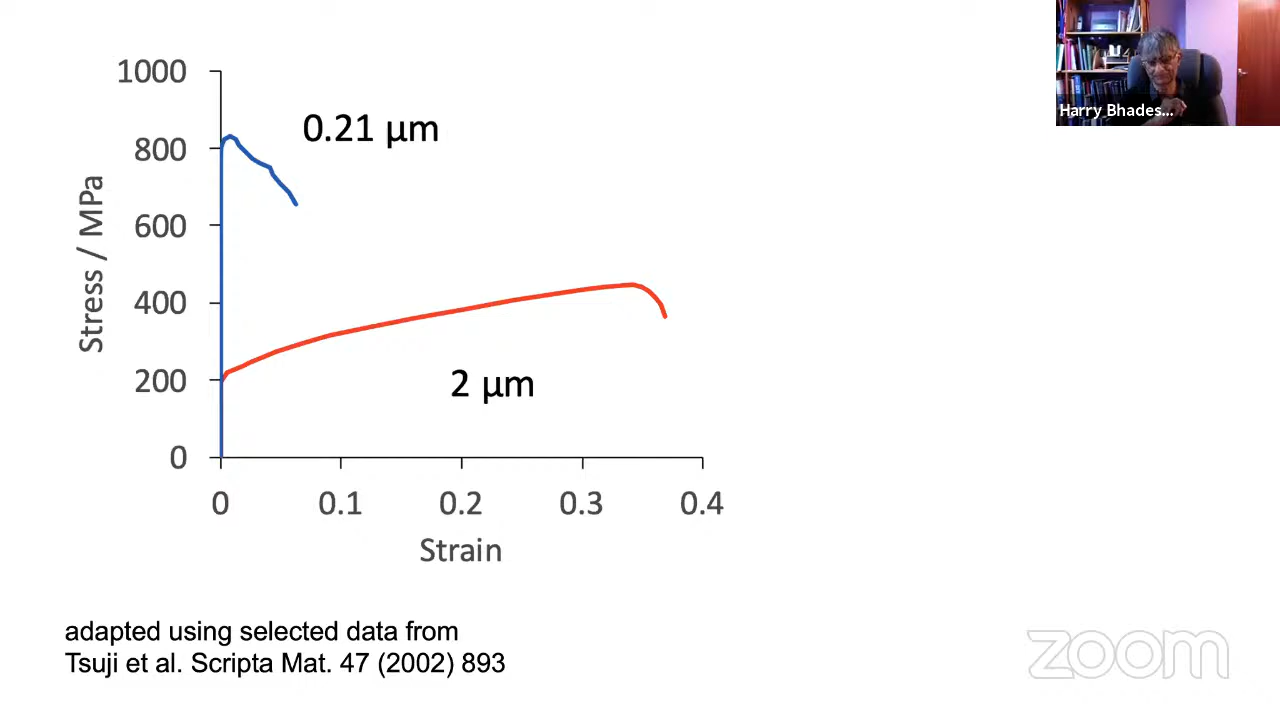 Harry Bhades...
1000
800
600
400
200
0
Stress / MPa
0.21 µm
2 µm
0 0.1 0.2 0.3 0.4
Strain
adapted using selected data from
Tsuji et al. Scripta Mat. 47 (2002) 893
zoom